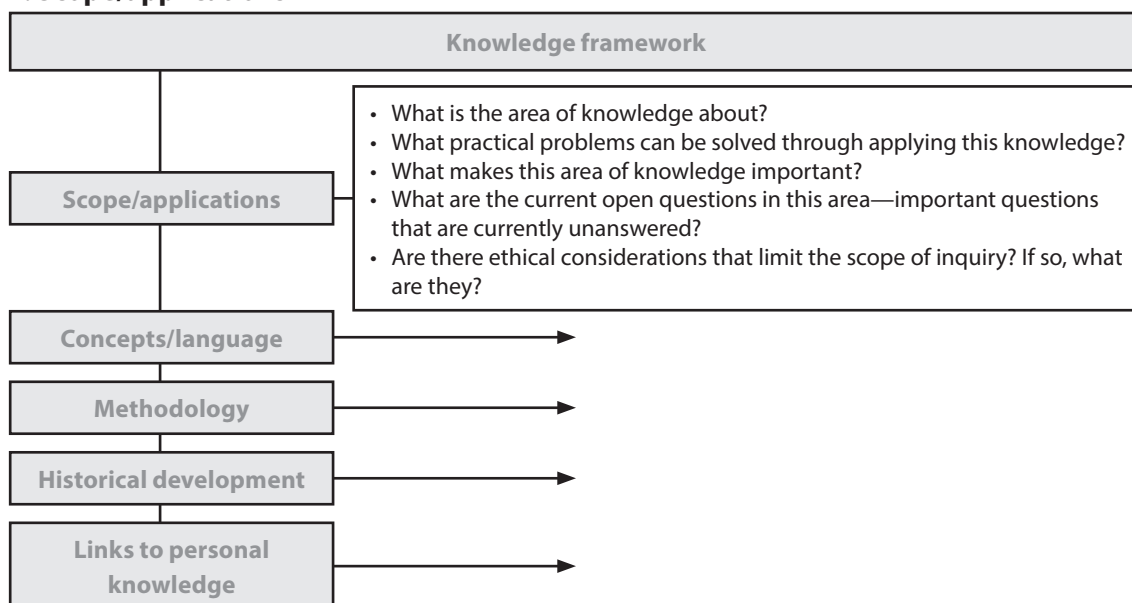 Knowledge framework
• What is the area of knowledge about?
• What practical problems can be solved through applying this knowledge?
• What makes this area of knowledge important?
• What are the current open questions in this area—important questions
that are currently unanswered?
• Are there ethical considerations that limit the scope of inquiry? If so, what
are they?
Scope/applications
Concepts/language
Methodology
Historical development
Links to personal
knowledge